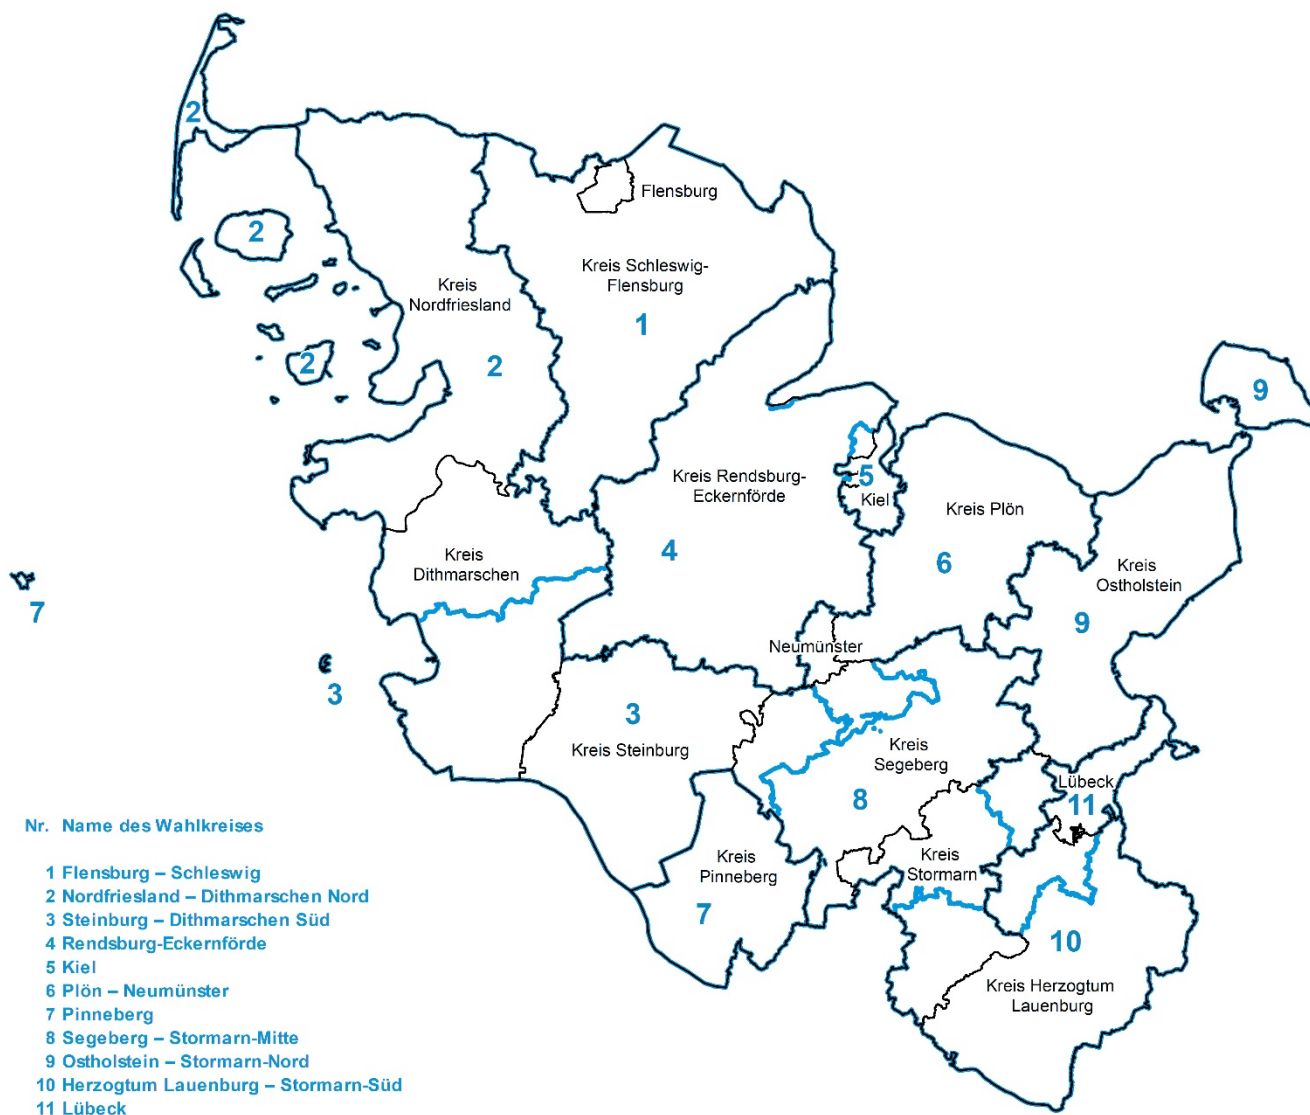 2
Flensburg
2
Kreis Schleswig-
Flensburg
Kreis
Nordfriesland
1
2
2
9
Kreis Rendsburg-
Eckernförde
5
Kiel
Kreis Plön
4
6
Kreis
Dithmarschen
Kreis
Ostholstein
7
9
Neumünster
3
3
Kreis Steinburg
Kreis
Segeberg
8
Lübeck
11
Kreis
Pinneberg
7
Kreis
Stormarn
10
Kreis Herzogtum
Lauenburg
Nr. Name des Wahlkreises
1 Flensburg – Schleswig
2 Nordfriesland – Dithmarschen Nord
3 Steinburg – Dithmarschen Süd
4 Rendsburg-Eckernförde
5 Kiel
6 Plön – Neumünster
7 Pinneberg
8 Segeberg – Stormarn-Mitte
9 Ostholstein – Stormarn-Nord
10 Herzogtum Lauenburg – Stormarn-Süd
11 Lübeck